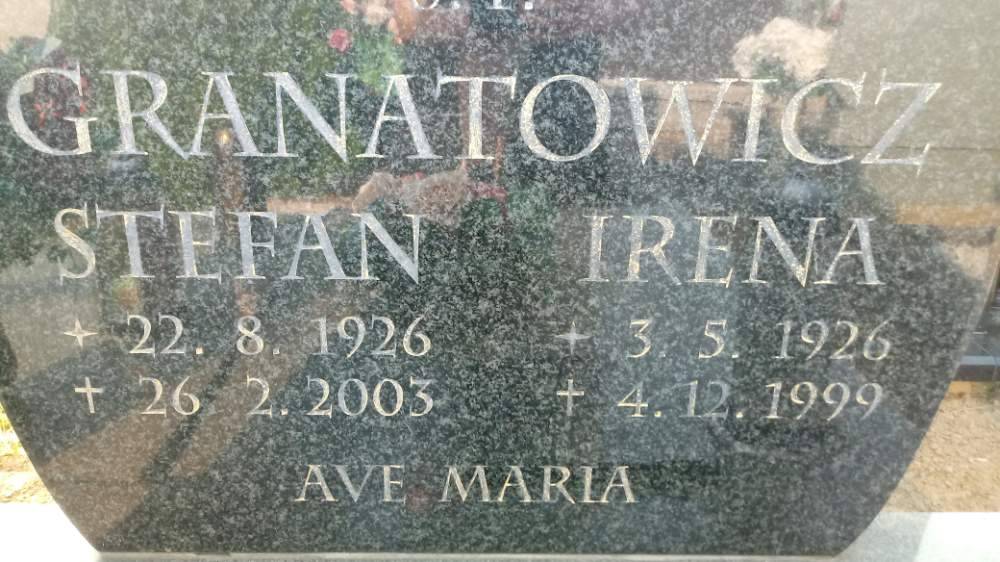 GRANATOWICZ
STEFAN IRENA
22. 8. 1926 3. 5. 1926
26. 2. 2003 4. 12. 1999
AVE MARIA